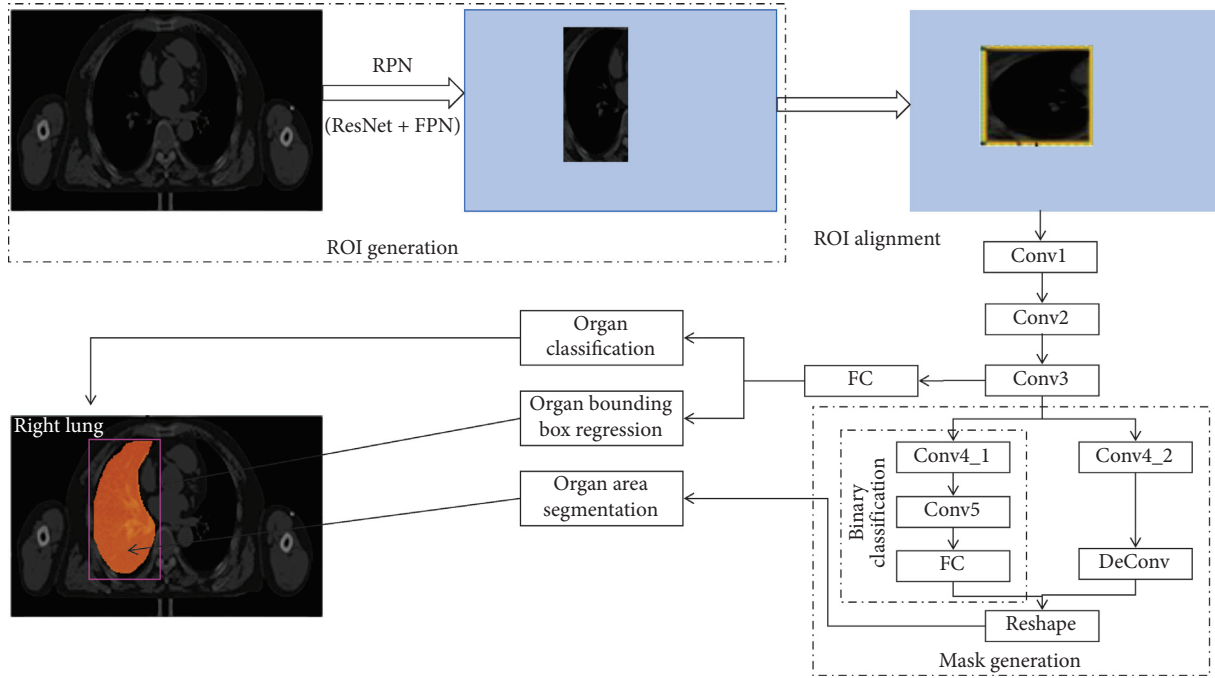 RPN
(ResNet + FPN)
ROI generation
ROI alignment
Conv1
Conv2
Conv3
FC
Organ
classification
Organ bounding
box regression
Organ area
segmentation
Right lung
Binary
classification
Conv4_1
Conv5
FC
Conv4_2
DeConv
Reshape
Mask generation